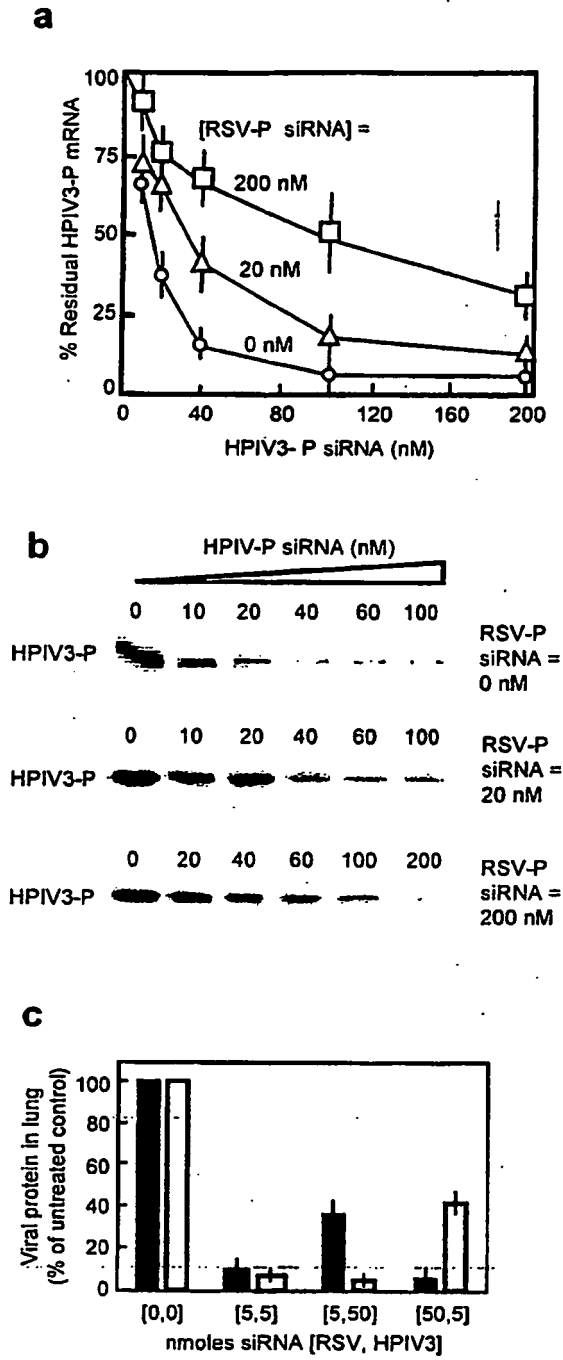 a
% Residual HPIV3-P mRNA
100
75
50
25
0
[RSV-P siRNA] =
200 nM
20 nM
0 nM
0 40 80 120 160 200
HPIV3- P siRNA (nM)
b
HPIV-P siRNA (nM)
0 10 20 40 60 100
HPIV3-P
RSV-P
siRNA =
0 nM
0 10 20 40 60 100
HPIV3-P
RSV-P
siRNA =
20 nM
0 20 40 60 100 200
HPIV3-P
RSV-P
siRNA =
200 nM
c
Viral protein in lung
(% of untreated control)
100
80
60
40
20
0
[0,0] [5,5] [5,50] [50,5]
nmoles siRNA [RSV, HPIV3]